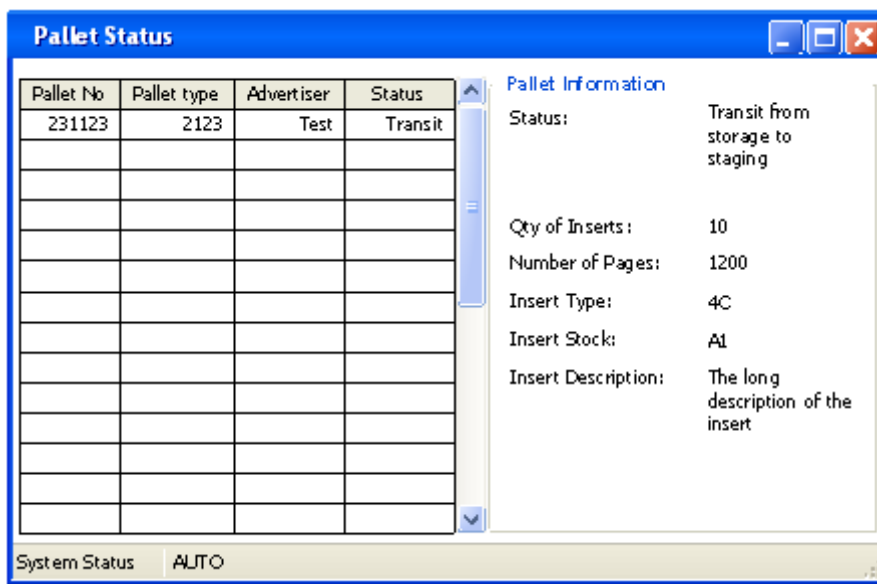 Pallet Status
Pallet No Pallet type Advertiser Status
231123 2123 Test Transit
Pallet Information
Status: Transit from
storage to
staging
Qty of Inserts: 10
Number of Pages: 1200
Insert Type: 4C
Insert Stock: A1
Insert Description: The long
description of the
insert
System Status AUTO